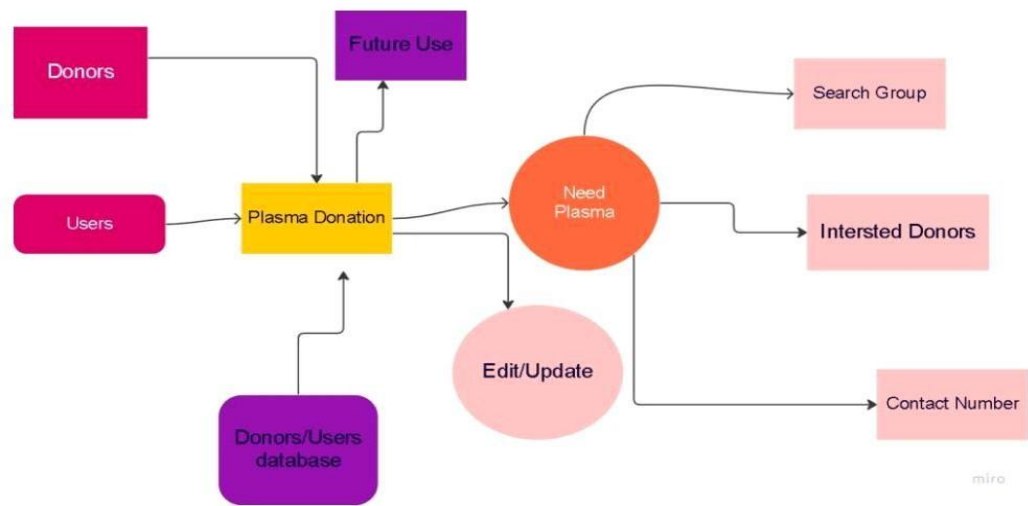 Donors
Future Use
Search Group
Users
Plasma Donation
Need
Plasma
Intersted Donors
Edit/Update
Contact Number
Donors/Users
database
miro